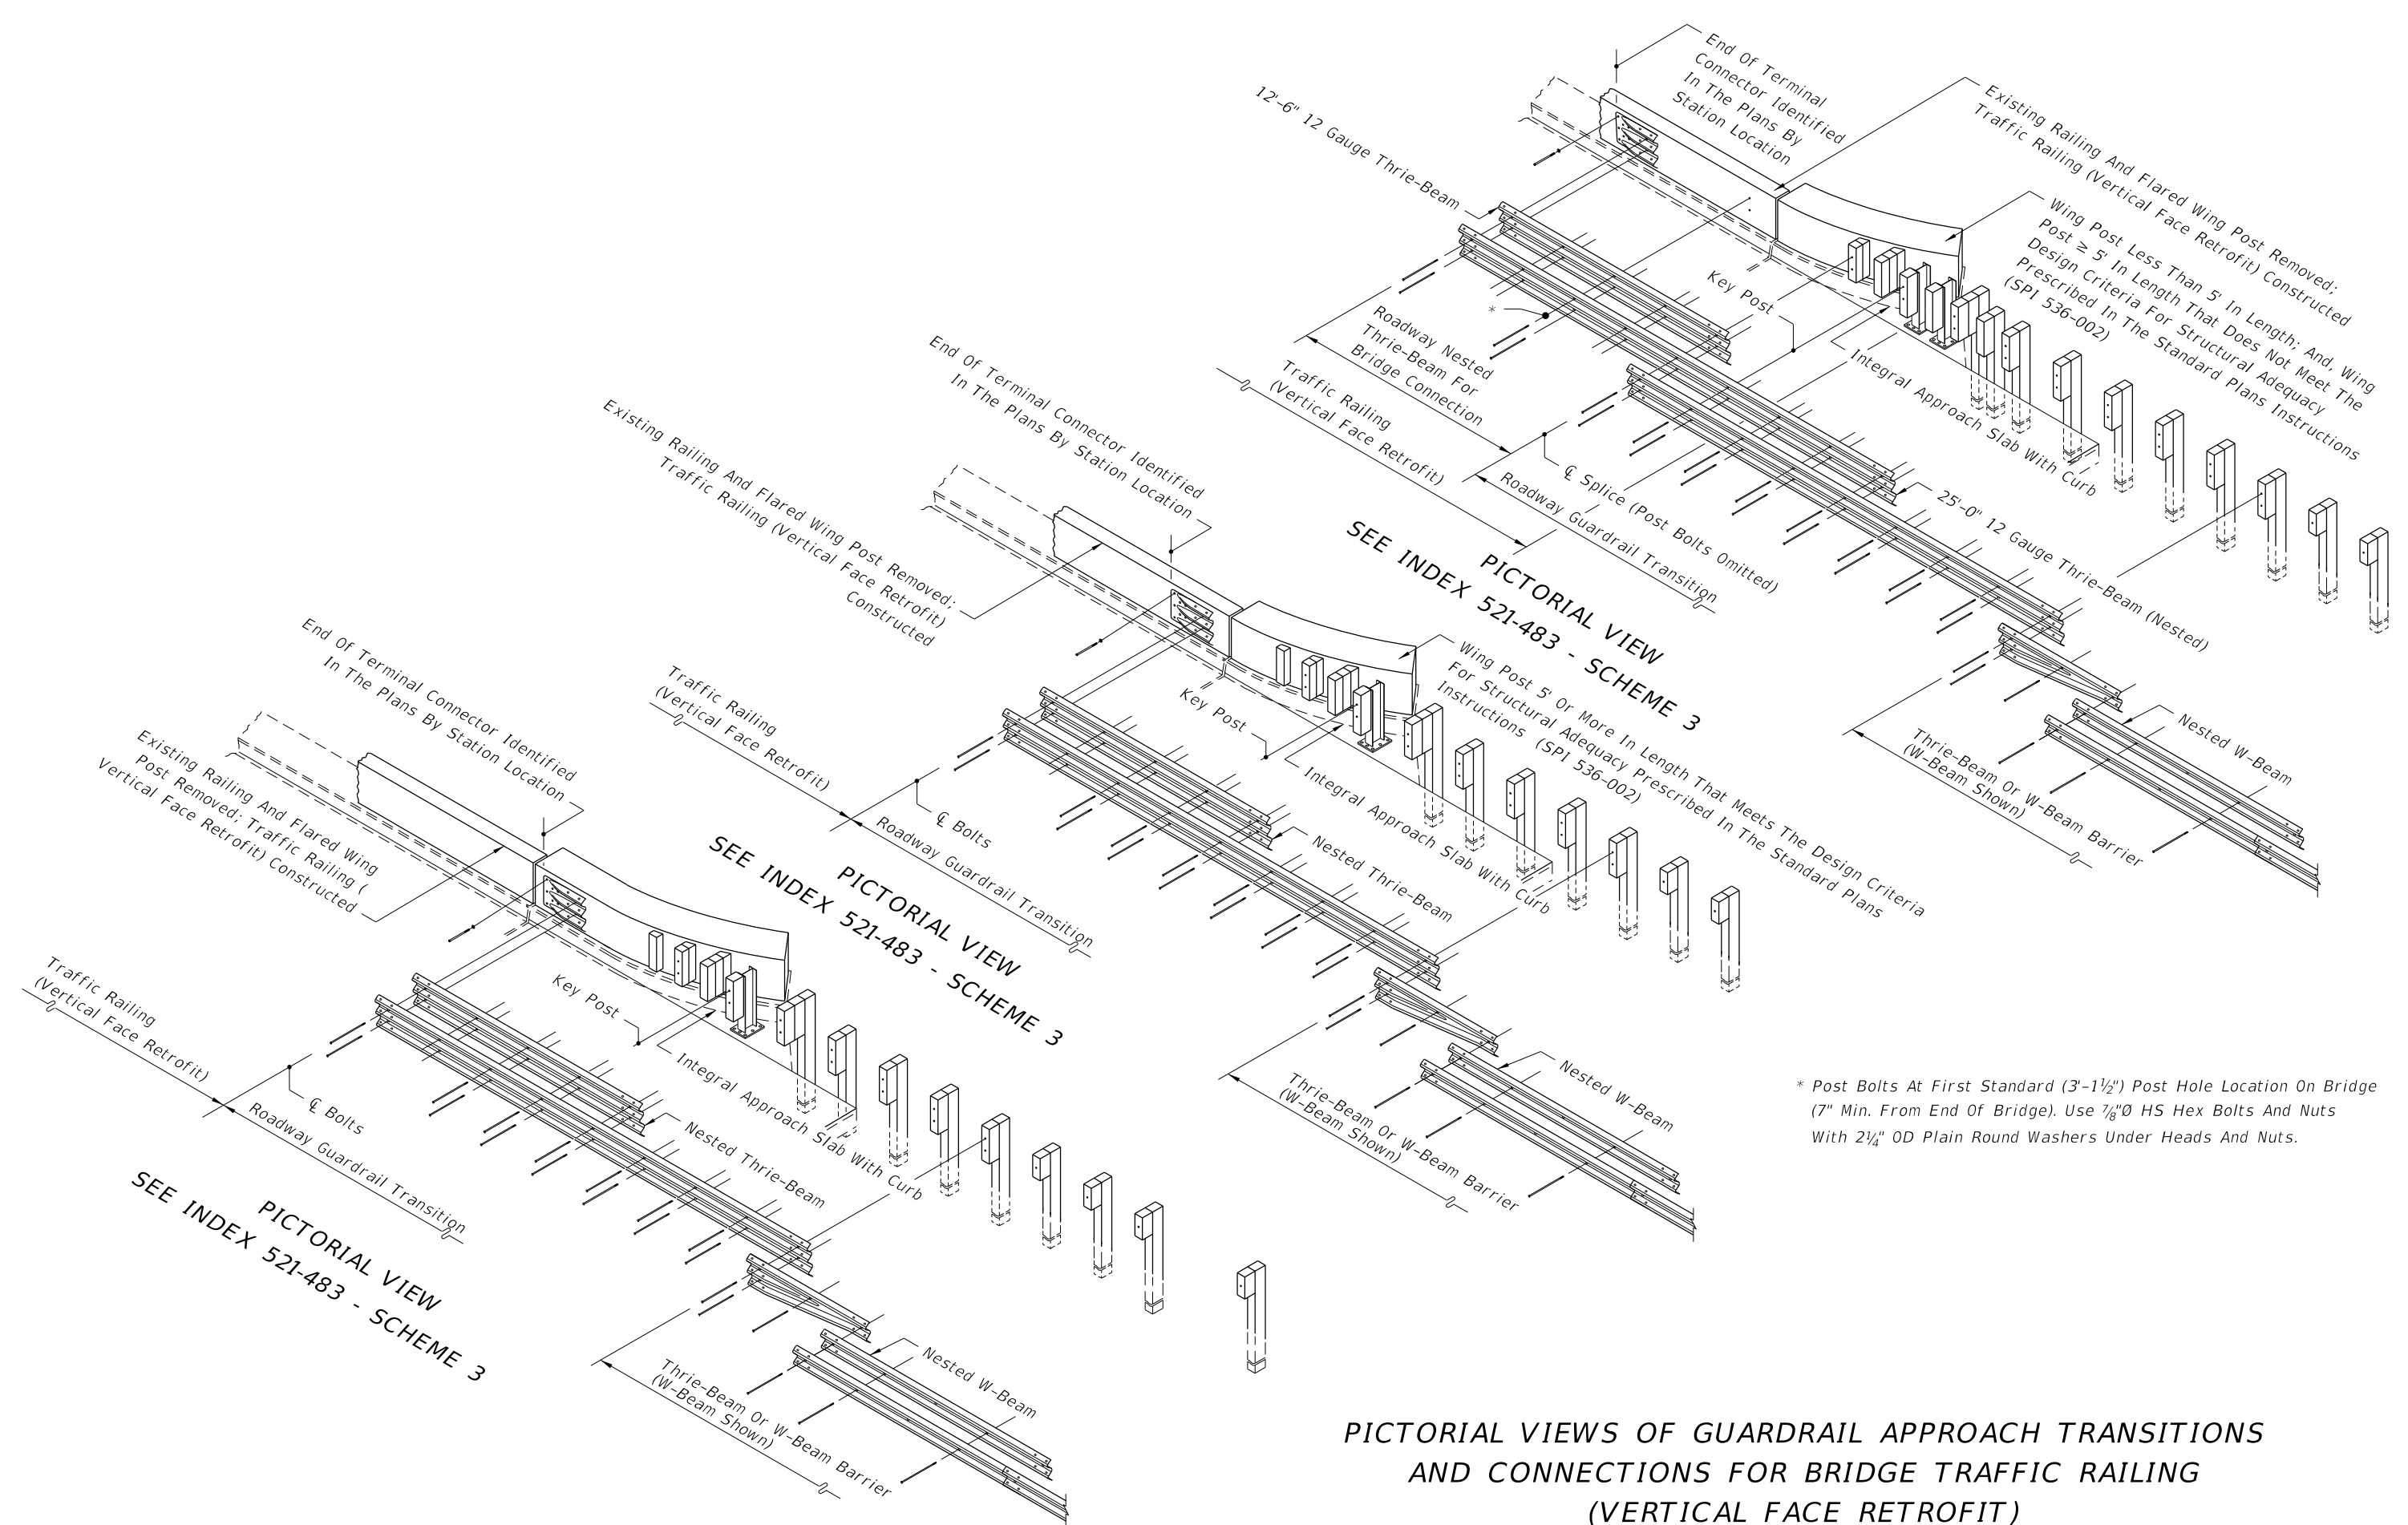 End Of Terminal
Connector Identified
In The Plans By
Station Location
Existing Railing And Flared Wing Post Removed;
Traffic Railing (Vertical Face Retrofit) Constructed
12'-6" 12 Gauge Thrie-Beam
Wing Post Less Than 5' In Length; And, Wing
Post ≥ 5' In Length That Does Not Meet The
Design Criteria For Structural Adequacy
Prescribed In The Standard Plans Instructions
(SPI 536-002)
Key Post
*
Roadway Nested
Thrie-Beam For
Bridge Connection
Integral Approach Slab With Curb
Traffic Railing
(Vertical Face Retrofit)
℄ Splice (Post Bolts Omitted)
Roadway Guardrail Transition
25'-0" 12 Gauge Thrie-Beam (Nested)
PICTORIAL VIEW
SEE INDEX 521-483 - SCHEME 3
Nested W-Beam
Thrie-Beam Or W-Beam Barrier
(W-Beam Shown)
End Of Terminal Connector Identified
In The Plans By Station Location
Existing Railing And Flared Wing Post Removed;
Traffic Railing (Vertical Face Retrofit)
Constructed
Wing Post 5' Or More In Length That Meets The Design Criteria
For Structural Adequacy Prescribed In The Standard Plans
Instructions (SPI 536-002)
Key Post
Traffic Railing
(Vertical Face Retrofit)
Integral Approach Slab With Curb
℄ Bolts
Roadway Guardrail Transition
Nested Thrie-Beam
PICTORIAL VIEW
SEE INDEX 521-483 - SCHEME 3
Nested W-Beam
Thrie-Beam Or W-Beam Barrier
(W-Beam Shown)
End Of Terminal Connector Identified
In The Plans By Station Location
Existing Railing And Flared Wing
Post Removed; Traffic Railing (
Vertical Face Retrofit) Constructed
Traffic Railing
(Vertical Face Retrofit)
Key Post
Integral Approach Slab With Curb
℄ Bolts
Roadway Guardrail Transition
Nested Thrie-Beam
PICTORIAL VIEW
SEE INDEX 521-483 - SCHEME 3
Nested W-Beam
Thrie-Beam Or W-Beam Barrier
(W-Beam Shown)
* Post Bolts At First Standard (3'-1½") Post Hole Location On Bridge
(7" Min. From End Of Bridge). Use ⅞"Ø HS Hex Bolts And Nuts
With 2¼" OD Plain Round Washers Under Heads And Nuts.
PICTORIAL VIEWS OF GUARDRAIL APPROACH TRANSITIONS
AND CONNECTIONS FOR BRIDGE TRAFFIC RAILING
(VERTICAL FACE RETROFIT)